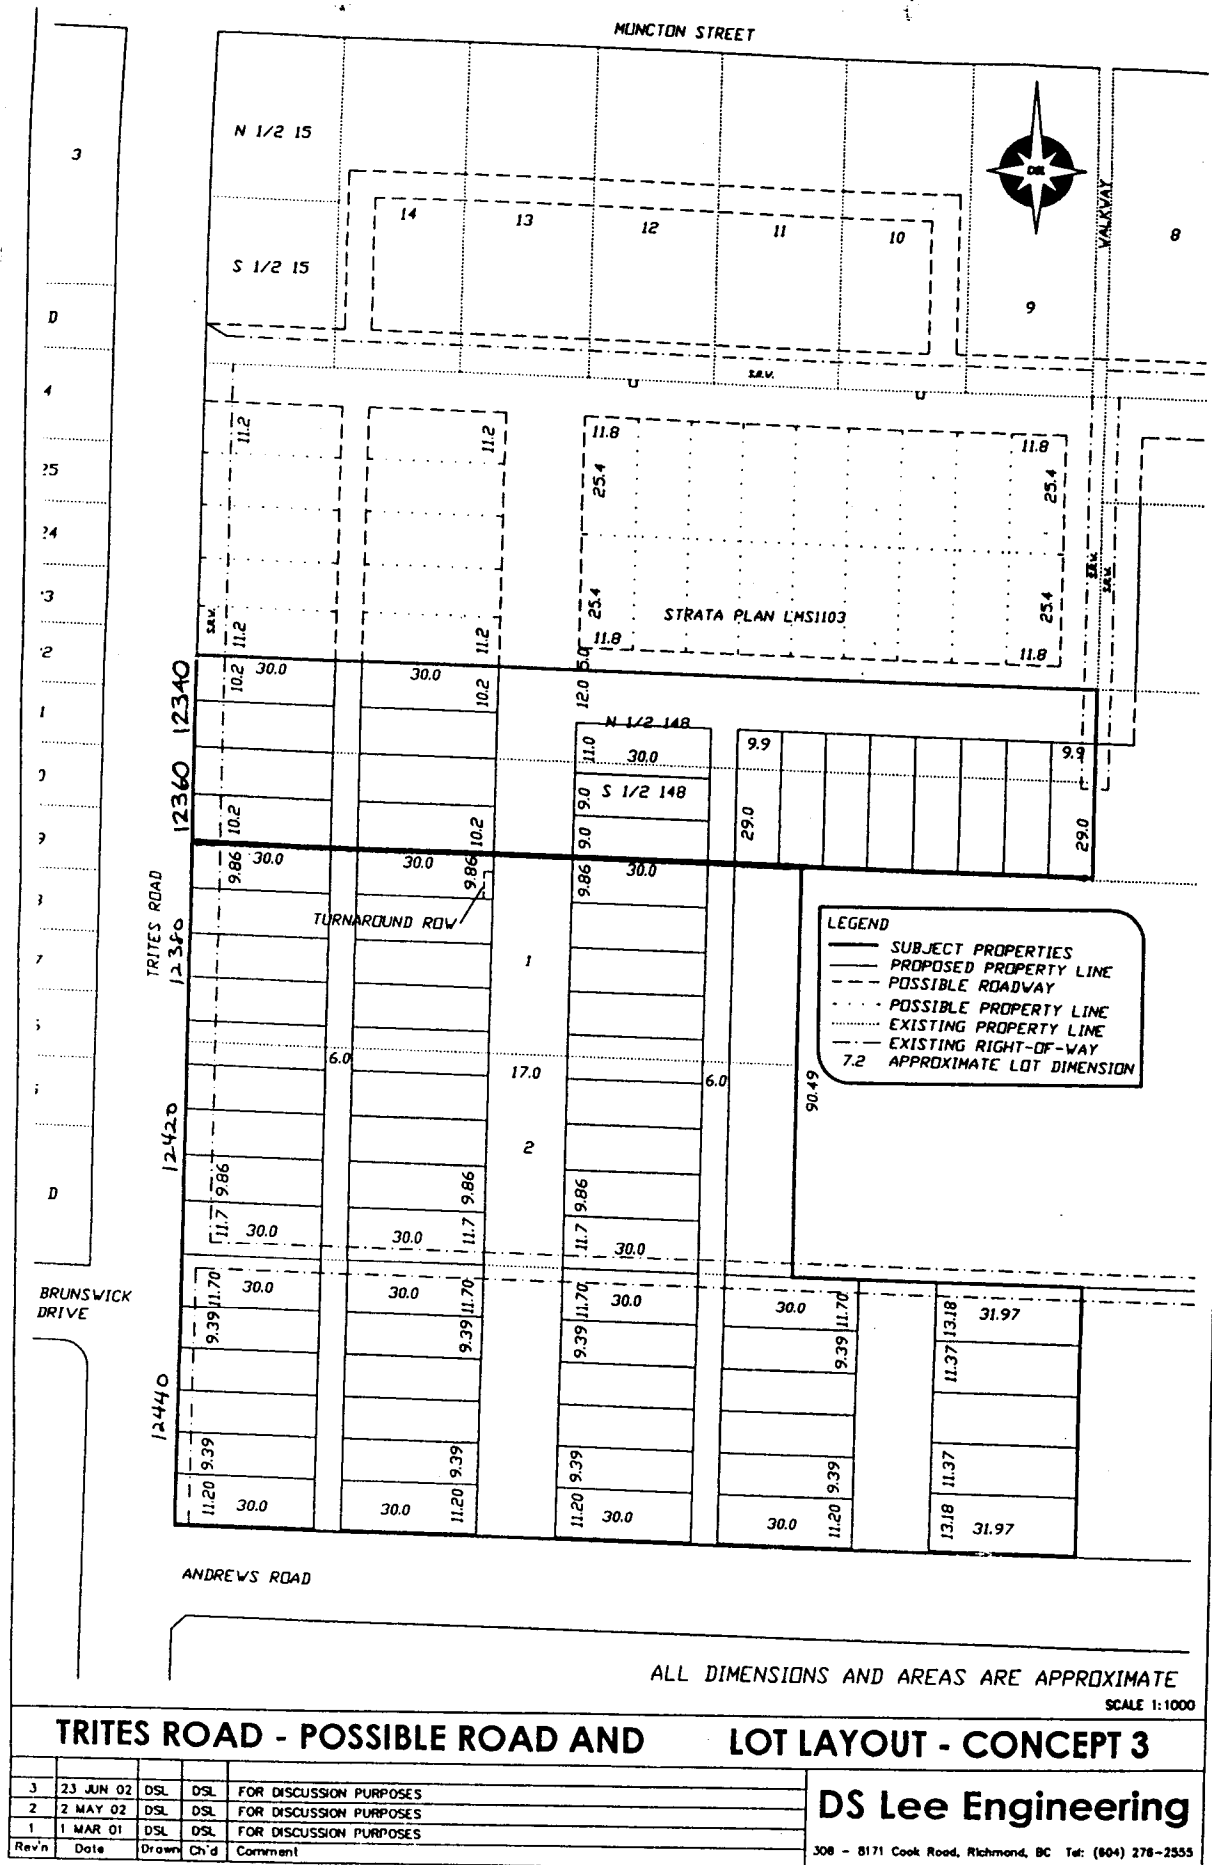 MONCTON STREET
N 1/2 15
3
14
13
12
11
10
DSL
WALKWAY
8
S 1/2 15
9
D
S.R.W.
4
11.2
11.2
11.8
11.8
25
25.4
25.4
24
S.R.W.
S.R.W.
'3
25.4
25.4
STRATA PLAN LMS1103
S.R.W.
11.2
11.2
11.8
11.8
'2
12340
10.2
30.0
30.0
10.2
12.0
5.0
1
N 1/2 148
11.0
30.0
9.9
9.9
12360
S 1/2 148
9.0
10.2
10.2
9.0
29.0
29.0
9
9.86
30.0
30.0
9.86
9.86
30.0
TURNAROUND ROW
TRITES ROAD
12380
1
7
LEGEND
SUBJECT PROPERTIES
PROPOSED PROPERTY LINE
POSSIBLE ROADWAY
POSSIBLE PROPERTY LINE
EXISTING PROPERTY LINE
EXISTING RIGHT-OF-WAY
7.2 APPROXIMATE LOT DIMENSION
6.0
17.0
6.0
90.49
12420
2
D
9.86
9.86
9.86
11.7
30.0
30.0
11.7
11.7
30.0
BRUNSWICK
DRIVE
11.70
30.0
30.0
11.70
11.70
30.0
30.0
11.70
13.18
31.97
9.39
9.39
9.39
9.39
11.37
12440
9.39
9.39
9.39
9.39
11.37
11.20
30.0
30.0
11.20
11.20
30.0
30.0
11.20
13.18
31.97
ANDREWS ROAD
ALL DIMENSIONS AND AREAS ARE APPROXIMATE
SCALE 1:1000
TRITES ROAD - POSSIBLE ROAD AND LOT LAYOUT - CONCEPT 3
3 23 JUN 02 DSL DSL FOR DISCUSSION PURPOSES
2 2 MAY 02 DSL DSL FOR DISCUSSION PURPOSES
1 1 MAR 01 DSL DSL FOR DISCUSSION PURPOSES
Rev'n Date Drawn Ch'd Comment
DS Lee Engineering
308 - 8171 Cook Road, Richmond, BC Tel: (604) 278-2555